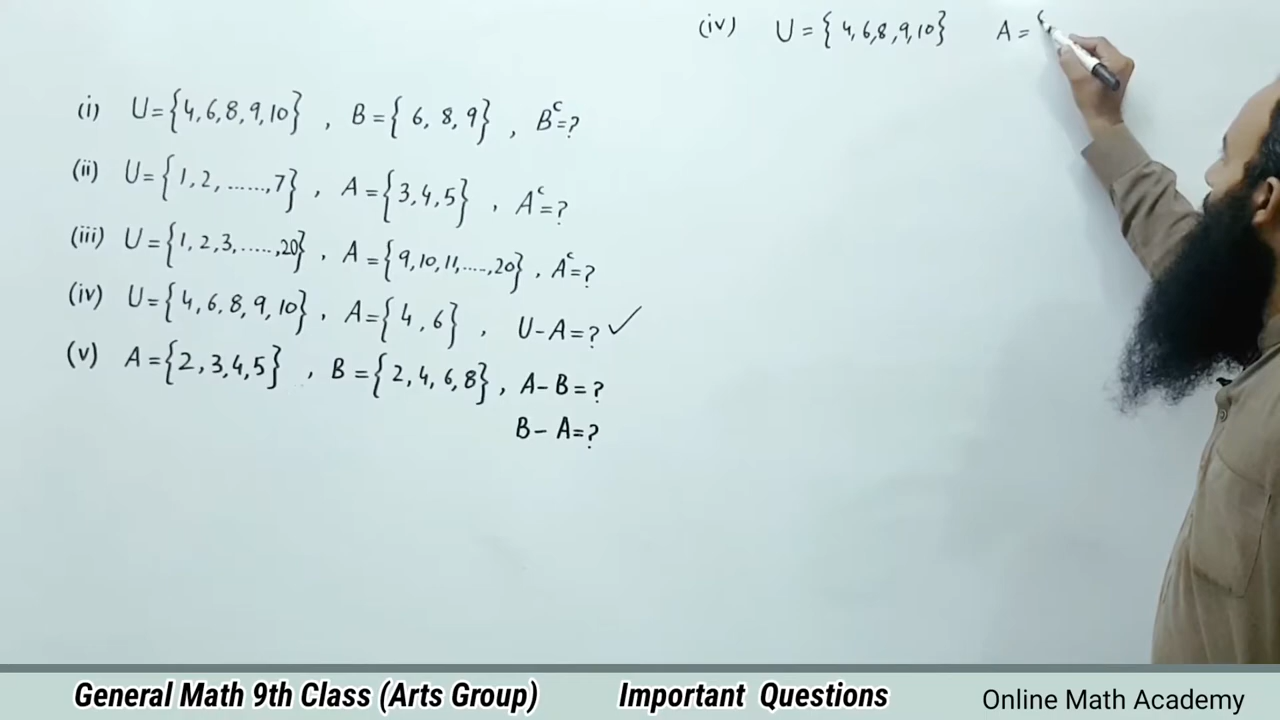 (iv) U = { 4, 6, 8, 9, 10 } A = {
(i) U = { 4, 6, 8, 9, 10 } , B = { 6, 8, 9 } , Bᶜ = ?
(ii) U = { 1, 2, ......, 7 } , A = { 3, 4, 5 } , Aᶜ = ?
(iii) U = { 1, 2, 3, ....., 20 } , A = { 9, 10, 11, ...., 20 } , Aᶜ = ?
(iv) U = { 4, 6, 8, 9, 10 } , A = { 4, 6 } , U - A = ? ✓
(v) A = { 2, 3, 4, 5 } , B = { 2, 4, 6, 8 } , A - B = ?
B - A = ?
General Math 9th Class (Arts Group) Important Questions Online Math Academy